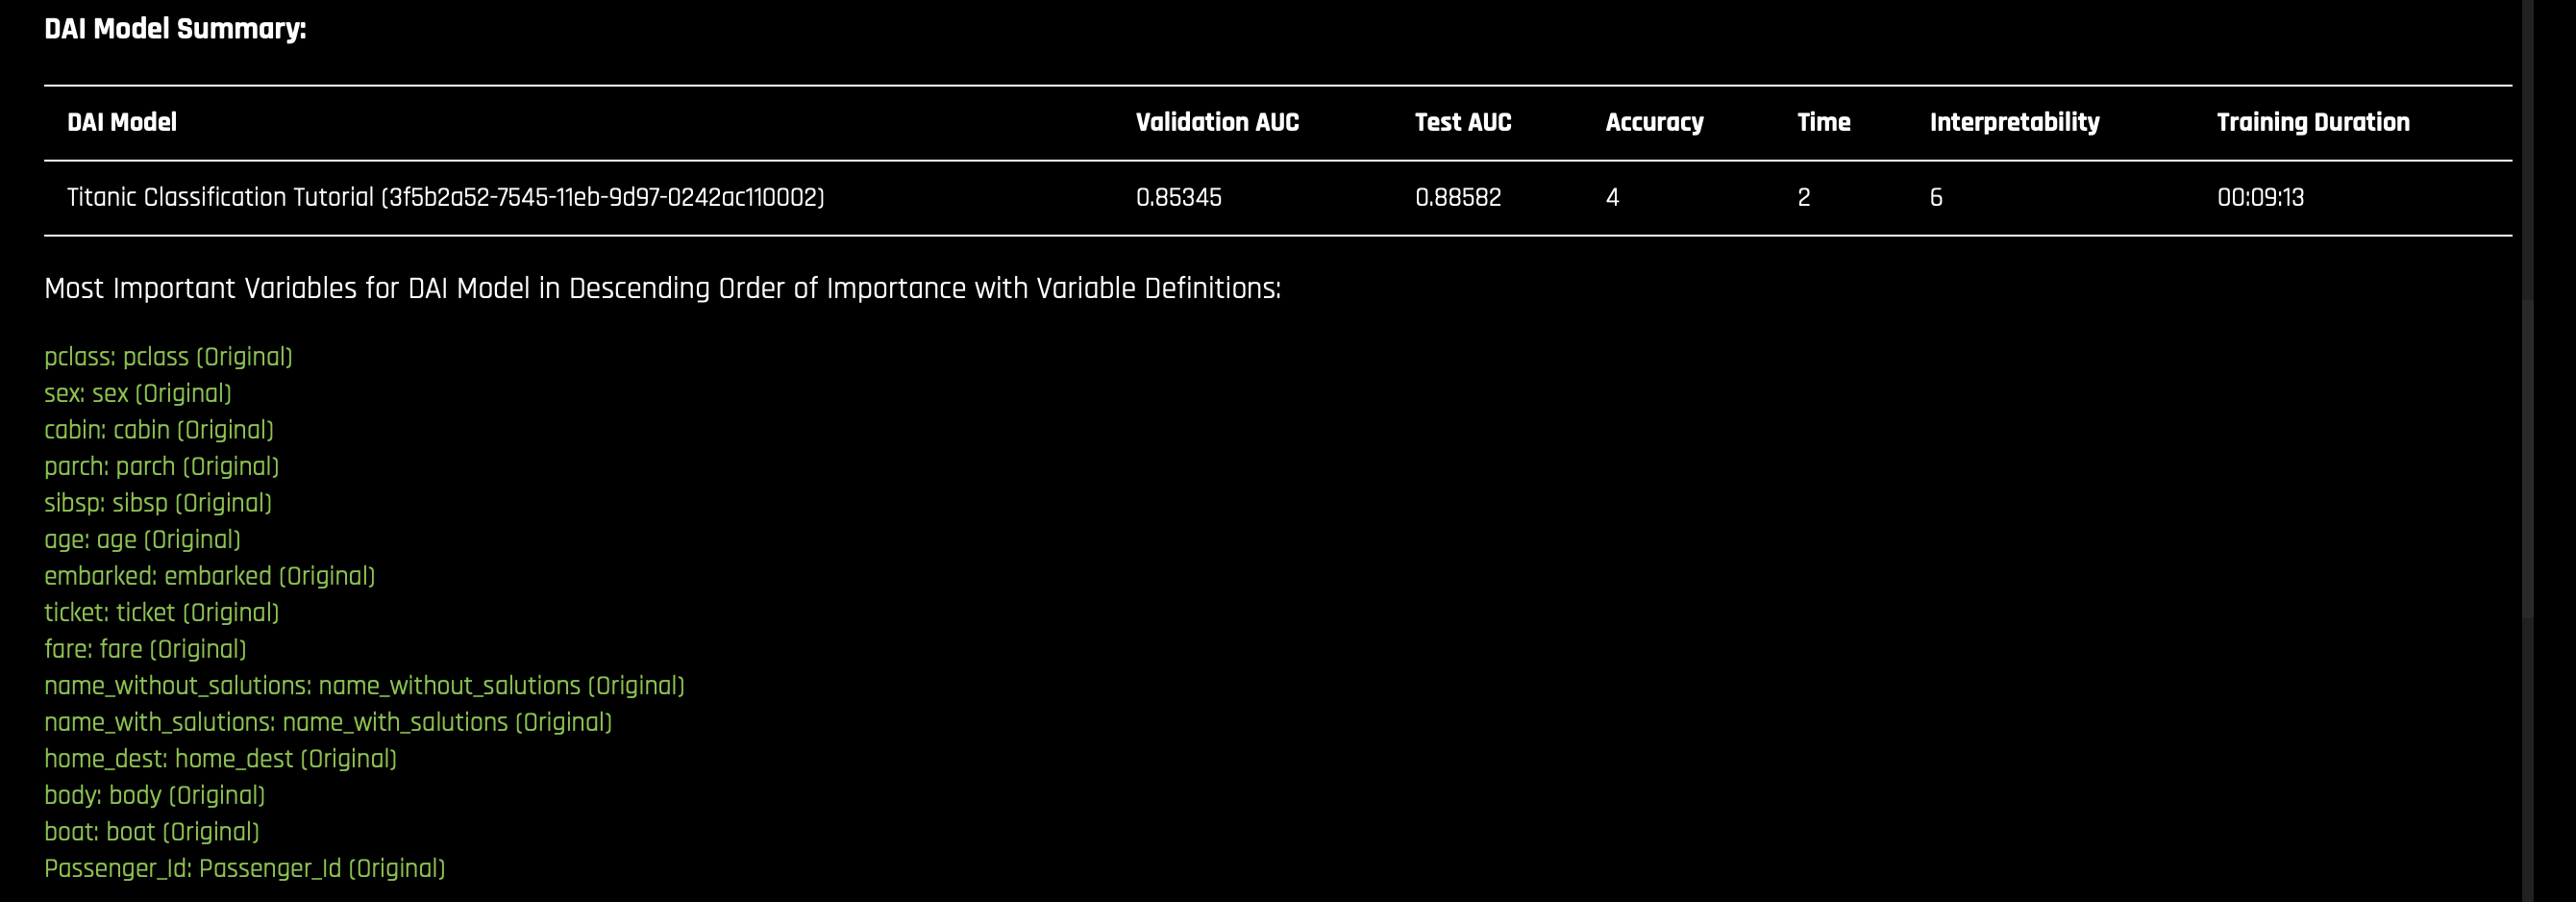 DAI Model Summary:
DAI Model Validation AUC Test AUC Accuracy Time Interpretability Training Duration
Titanic Classification Tutorial (3f5b2a52-7545-11eb-9d97-0242ac110002) 0.85345 0.88582 4 2 6 00:09:13
Most Important Variables for DAI Model in Descending Order of Importance with Variable Definitions:
pclass: pclass (Original)
sex: sex (Original)
cabin: cabin (Original)
parch: parch (Original)
sibsp: sibsp (Original)
age: age (Original)
embarked: embarked (Original)
ticket: ticket (Original)
fare: fare (Original)
name_without_salutions: name_without_salutions (Original)
name_with_salutions: name_with_salutions (Original)
home_dest: home_dest (Original)
body: body (Original)
boat: boat (Original)
Passenger_Id: Passenger_Id (Original)